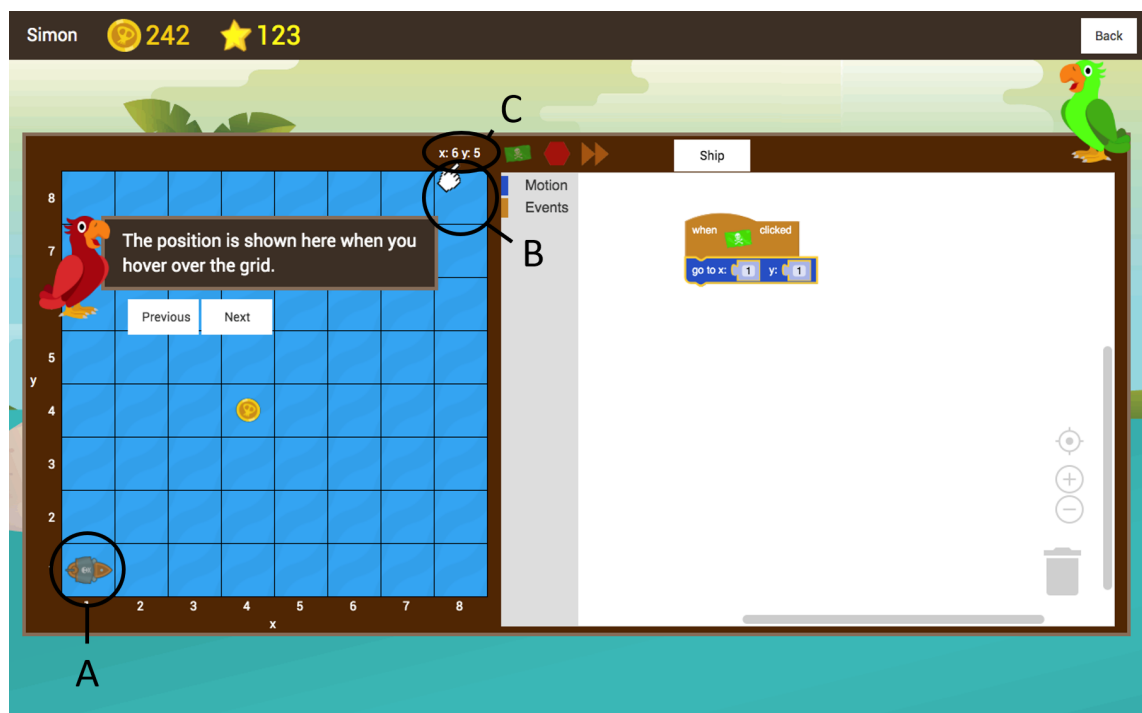 Simon 242 123 Back
C
x: 6 y: 5
Ship
8
Motion
Events
7
The position is shown here when you
hover over the grid.
B
when clicked
go to x: 1 y: 1
Previous Next
5
y
4
3
2
2 3 4 5 6 7 8
x
A